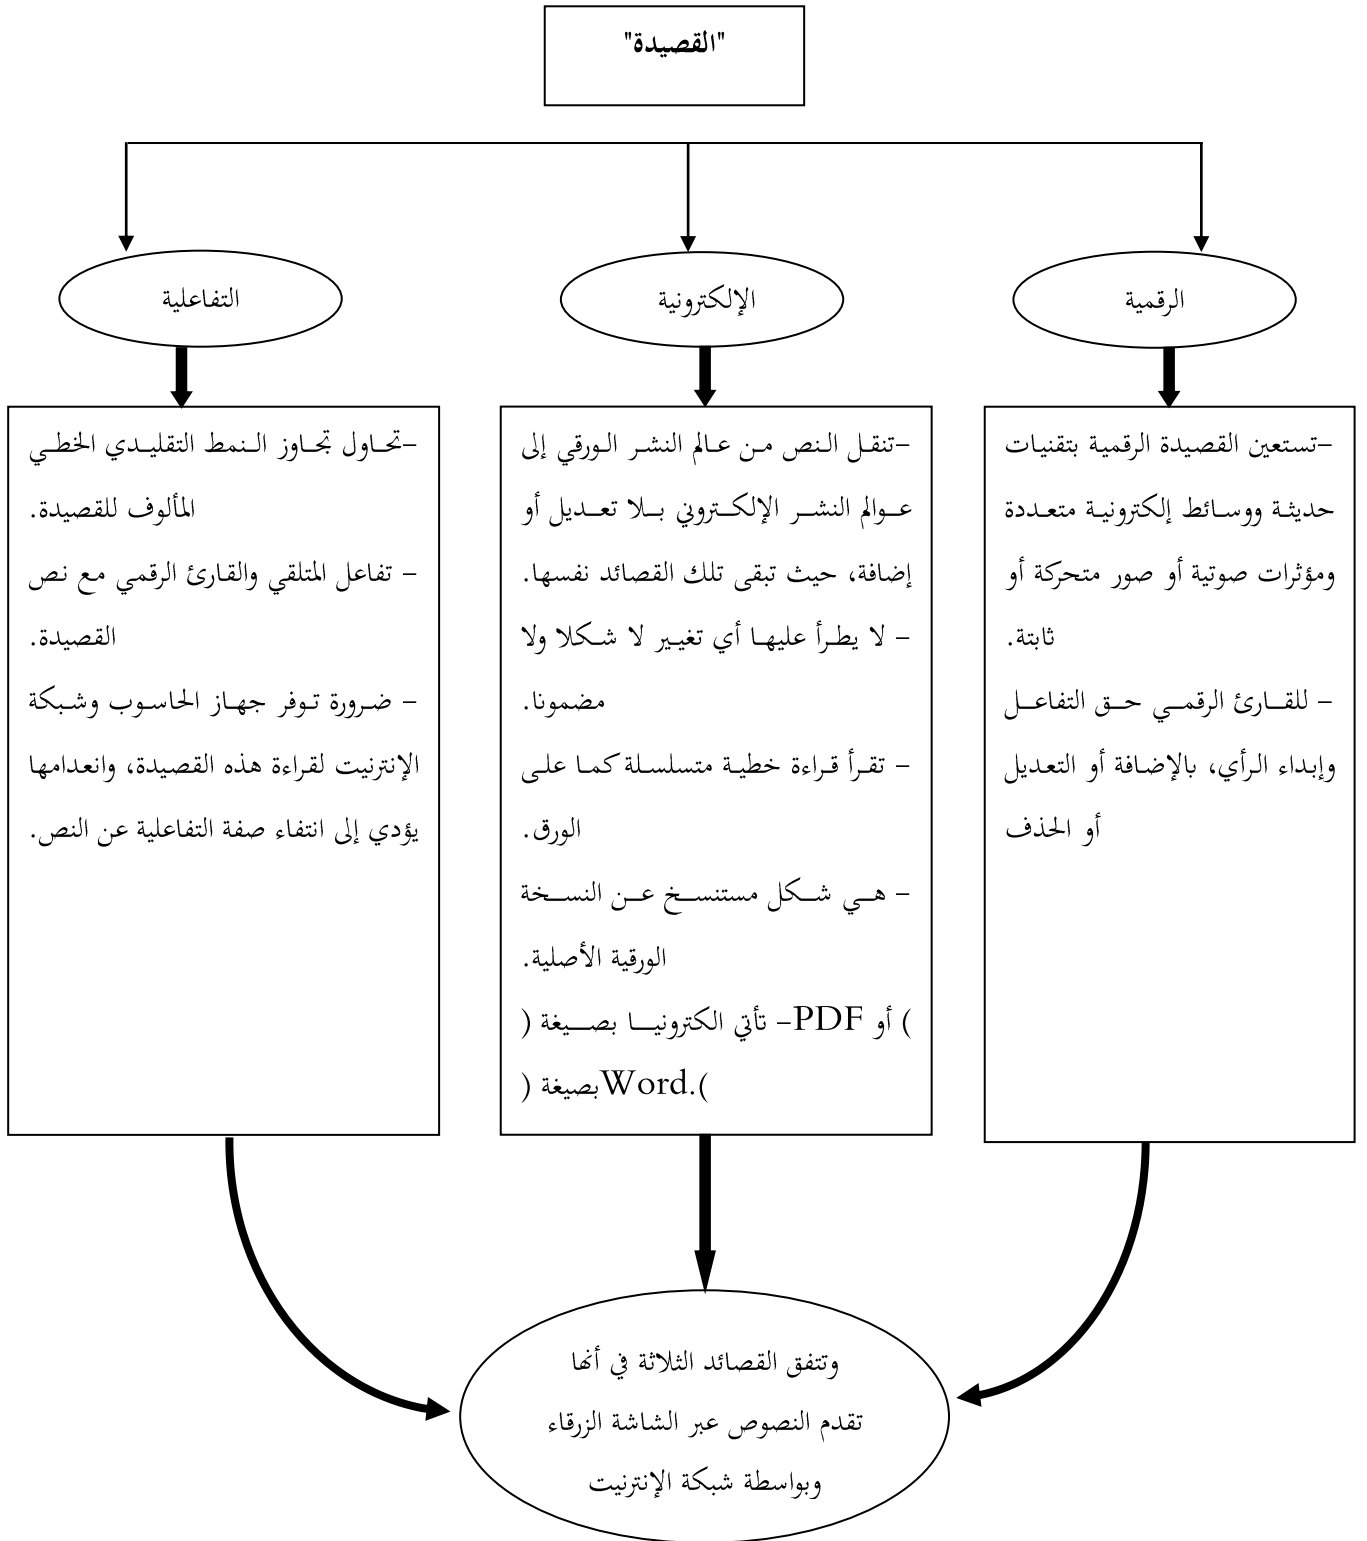 "القصيدة"
الرقمية
الإلكترونية
التفاعلية
-تستعين القصيدة الرقمية بتقنيات
حديثة ووسائط إلكترونية متعددة
ومؤثرات صوتية أو صور متحركة أو
ثابتة.
- للقارئ الرقمي حق التفاعل
وإبداء الرأي، بالإضافة أو التعديل
أو الحذف
-تنقل النص من عالم النشر الورقي إلى
عوالم النشر الإلكتروني بلا تعديل أو
إضافة، حيث تبقى تلك القصائد نفسها.
- لا يطرأ عليها أي تغيير لا شكلا ولا
مضمونا.
- تقرأ قراءة خطية متسلسلة كما على
الورق.
- هي شكل مستنسخ عن النسخة
الورقية الأصلية.
) أو PDF- تأتي الكترونيا بصيغة (
).Wordبصيغة (
-تحاول تجاوز النمط التقليدي الخطي
المألوف للقصيدة.
- تفاعل المتلقي والقارئ الرقمي مع نص
القصيدة.
- ضرورة توفر جهاز الحاسوب وشبكة
الإنترنيت لقراءة هذه القصيدة، وانعدامها
يؤدي إلى انتفاء صفة التفاعلية عن النص.
وتتفق القصائد الثلاثة في أنها
تقدم النصوص عبر الشاشة الزرقاء
وبواسطة شبكة الإنترنيت